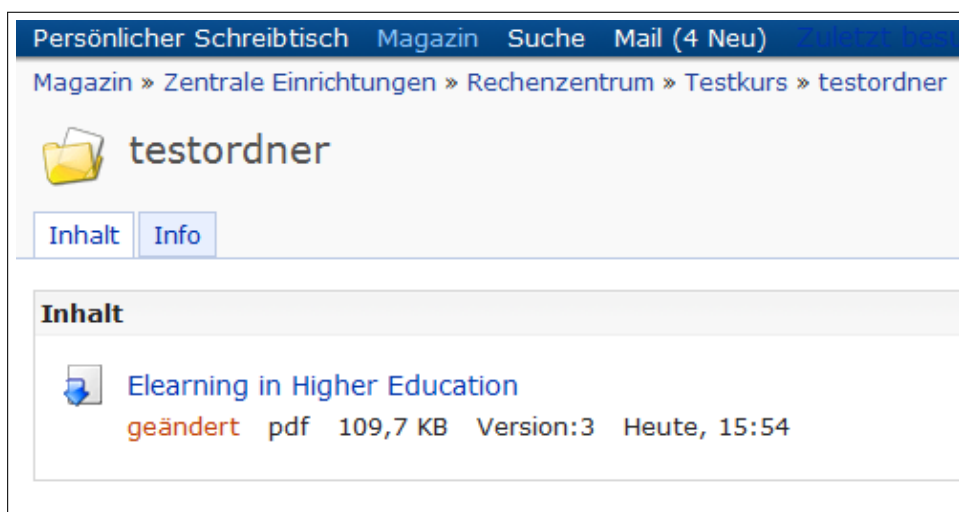 Persönlicher Schreibtisch Magazin Suche Mail (4 Neu) Zuletzt
Magazin » Zentrale Einrichtungen » Rechenzentrum » Testkurs » testordner
testordner
Inhalt Info
Inhalt
Elearning in Higher Education
geändert pdf 109,7 KB Version:3 Heute, 15:54